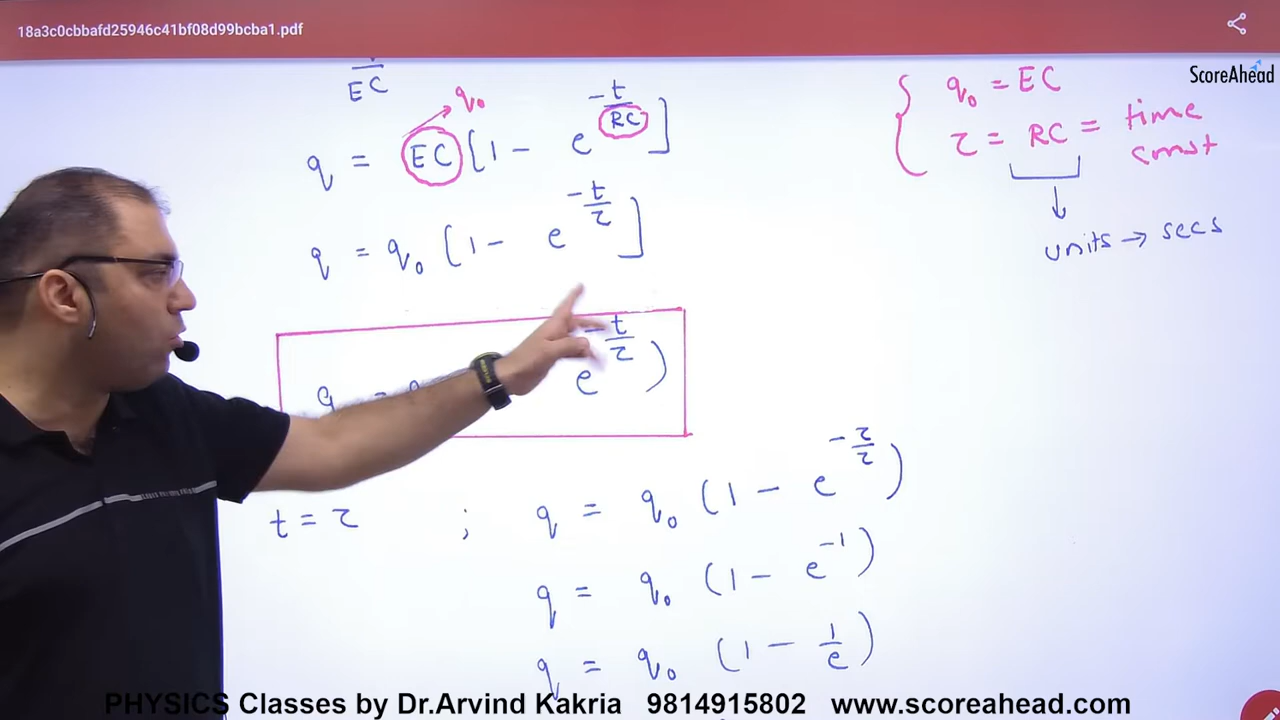 18a3c0cbbafd25946c41bf08d99bcba1.pdf
ScoreAhead
EC
q₀
q = EC [1 - e^(-t/RC)]
q = q₀ [1 - e^(-t/τ)]
q = e^(-t/τ))
t = τ ; q = q₀ (1 - e^(-τ/τ))
q = q₀ (1 - e^(-1))
q = q₀ (1 - 1/e)
q₀ = EC
τ = RC = time const
units → secs
PHYSICS Classes by Dr.Arvind Kakria 9814915802 www.scoreahead.com